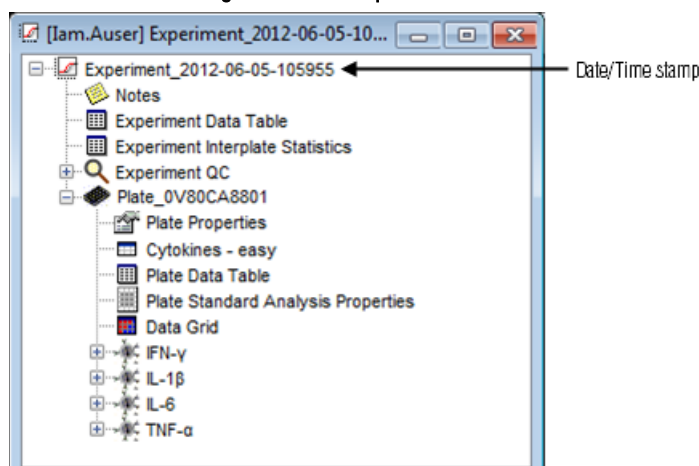 [Iam.Auser] Experiment_2012-06-05-10...
Experiment_2012-06-05-105955
Date/Time stamp
Notes
Experiment Data Table
Experiment Interplate Statistics
Experiment QC
Plate_0V80CA8801
Plate Properties
Cytokines - easy
Plate Data Table
Plate Standard Analysis Properties
Data Grid
IFN-γ
IL-1β
IL-6
TNF-α